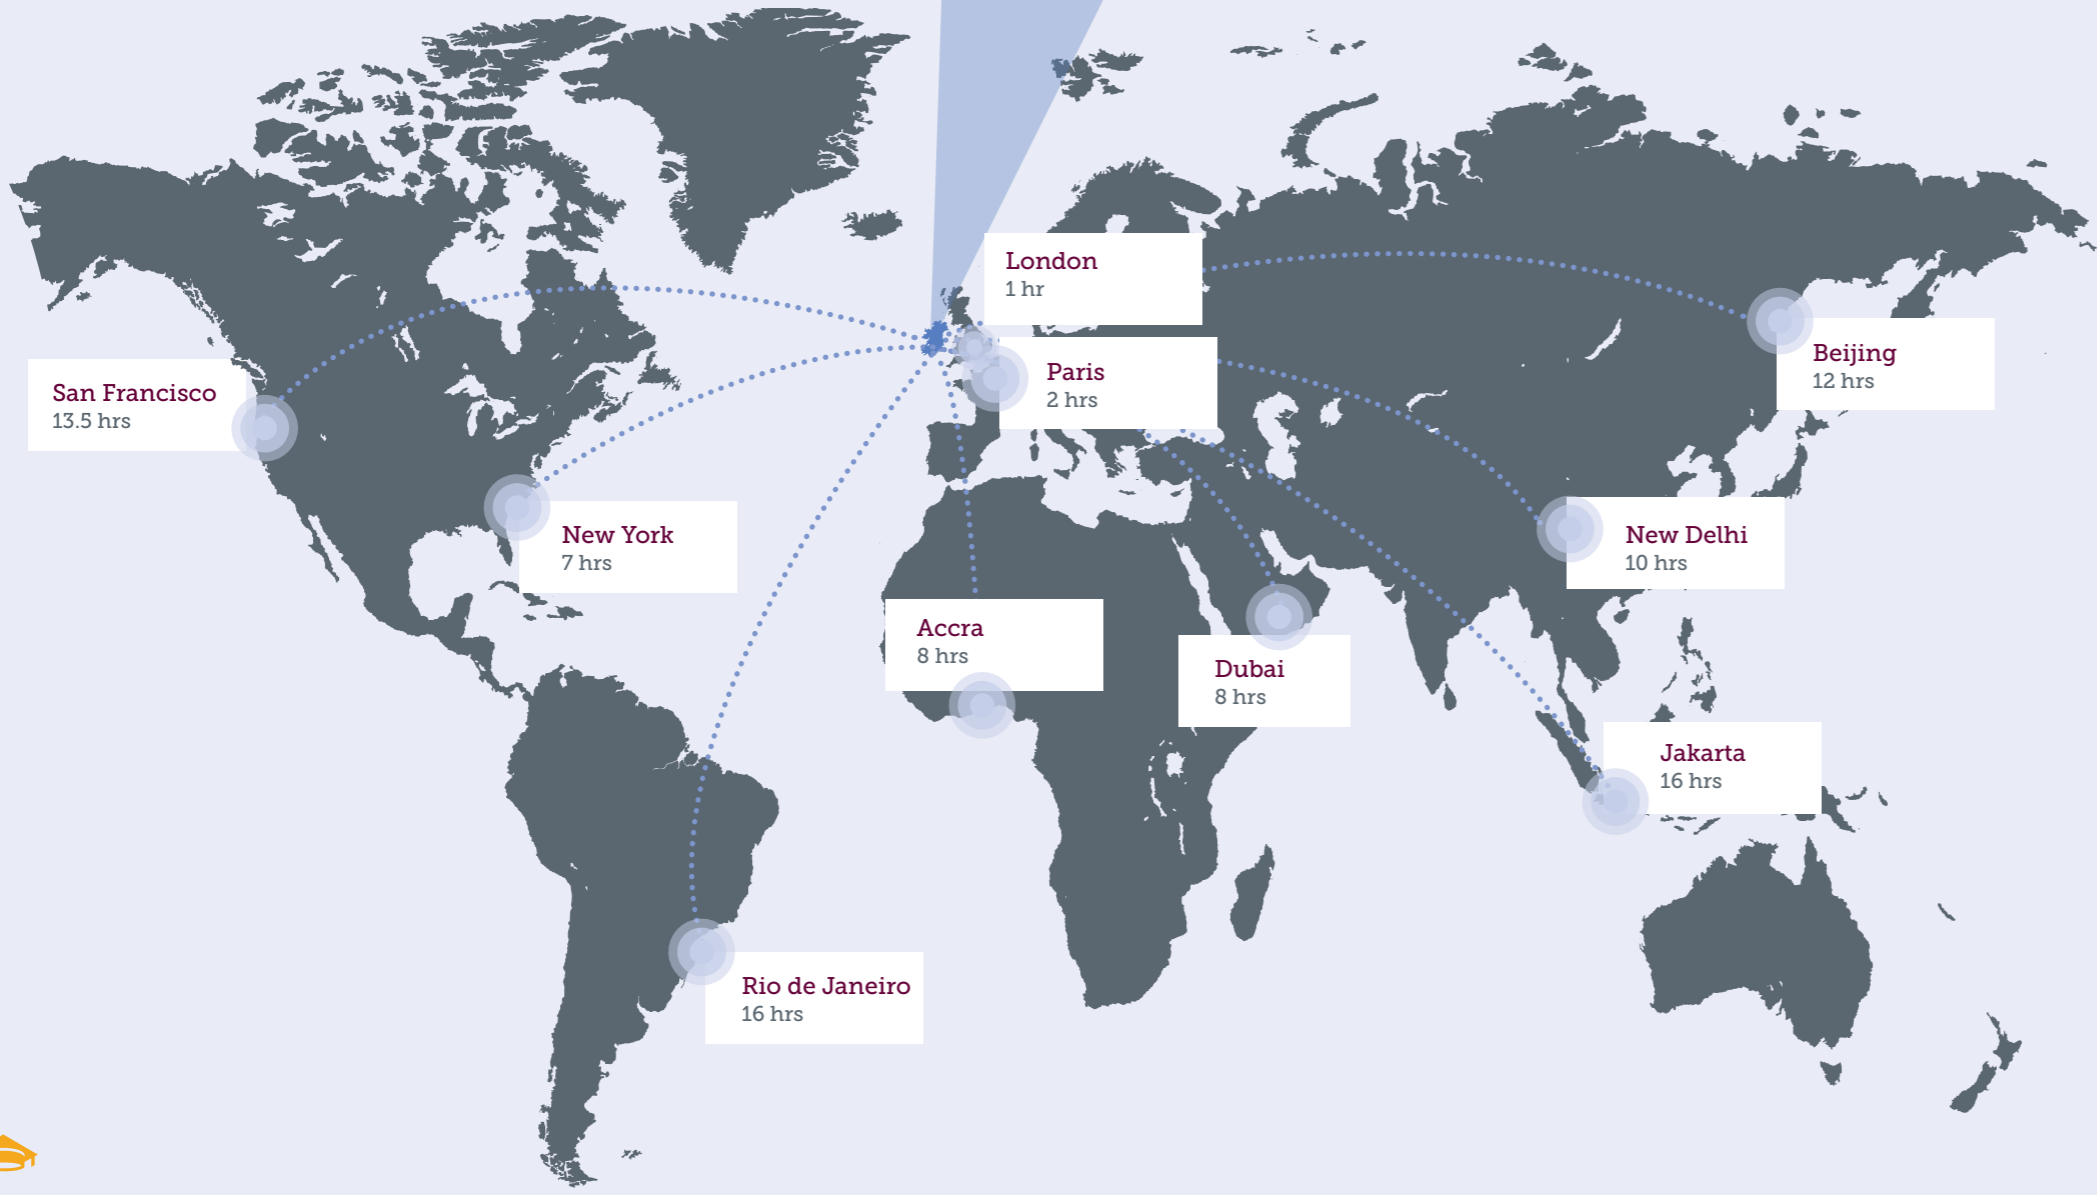 London
1 hr
San Francisco
13.5 hrs
Paris
2 hrs
Beijing
12 hrs
New York
7 hrs
New Delhi
10 hrs
Accra
8 hrs
Dubai
8 hrs
Jakarta
16 hrs
Rio de Janeiro
16 hrs